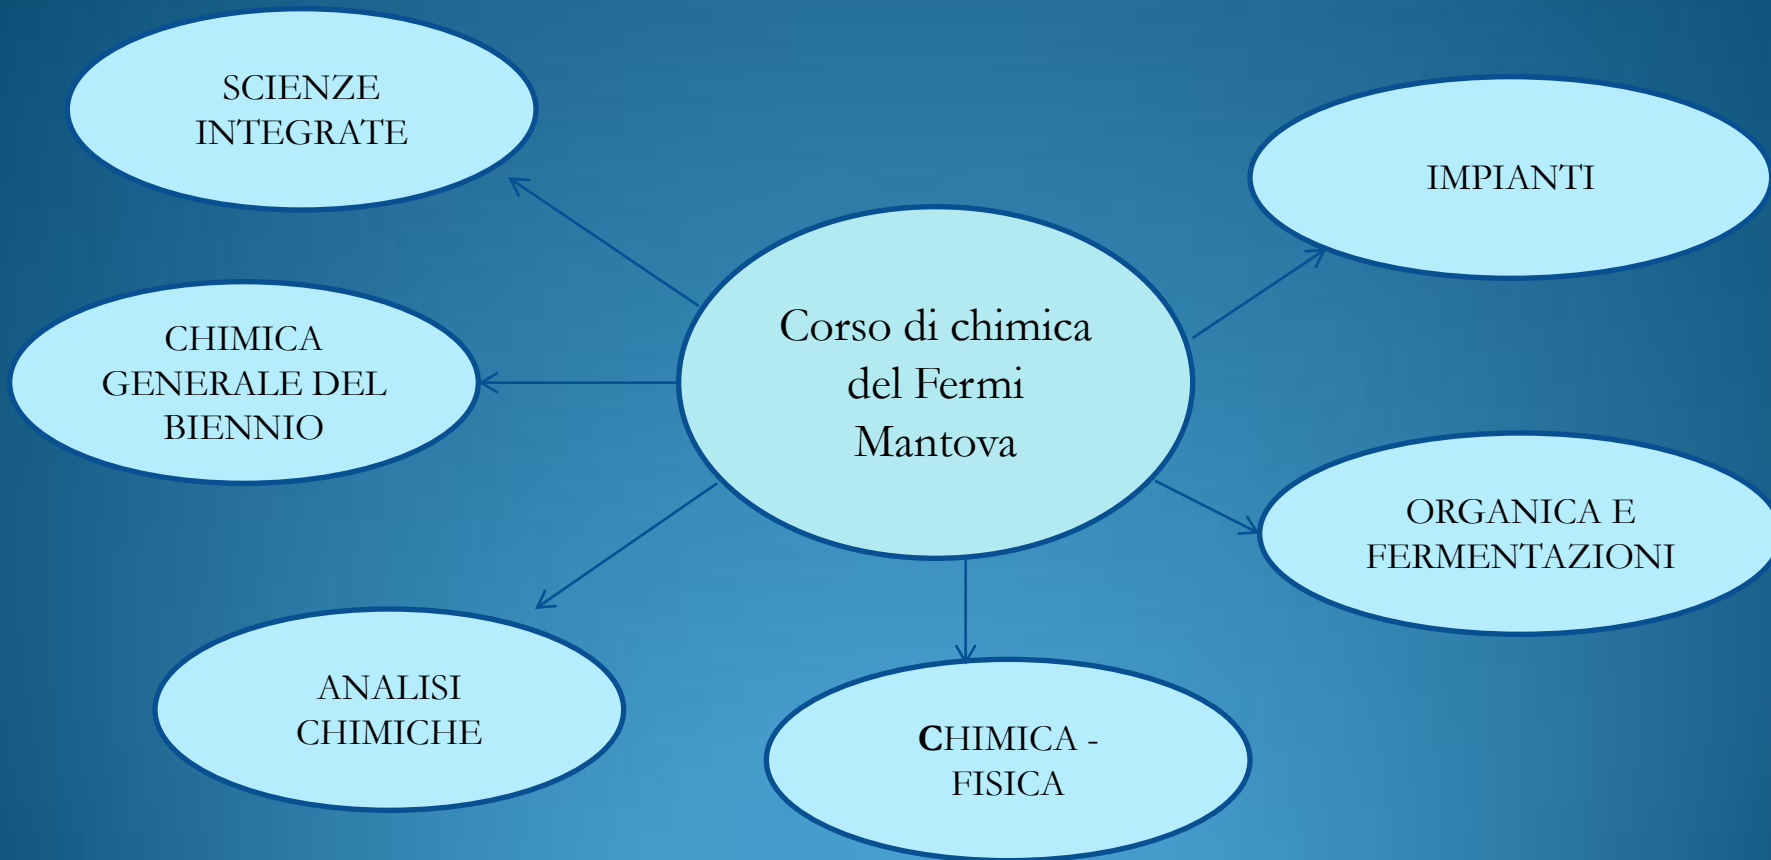 SCIENZE
INTEGRATE
IMPIANTI
Corso di chimica
del Fermi
Mantova
CHIMICA
GENERALE DEL
BIENNIO
ORGANICA E
FERMENTAZIONI
ANALISI
CHIMICHE
CHIMICA -
FISICA